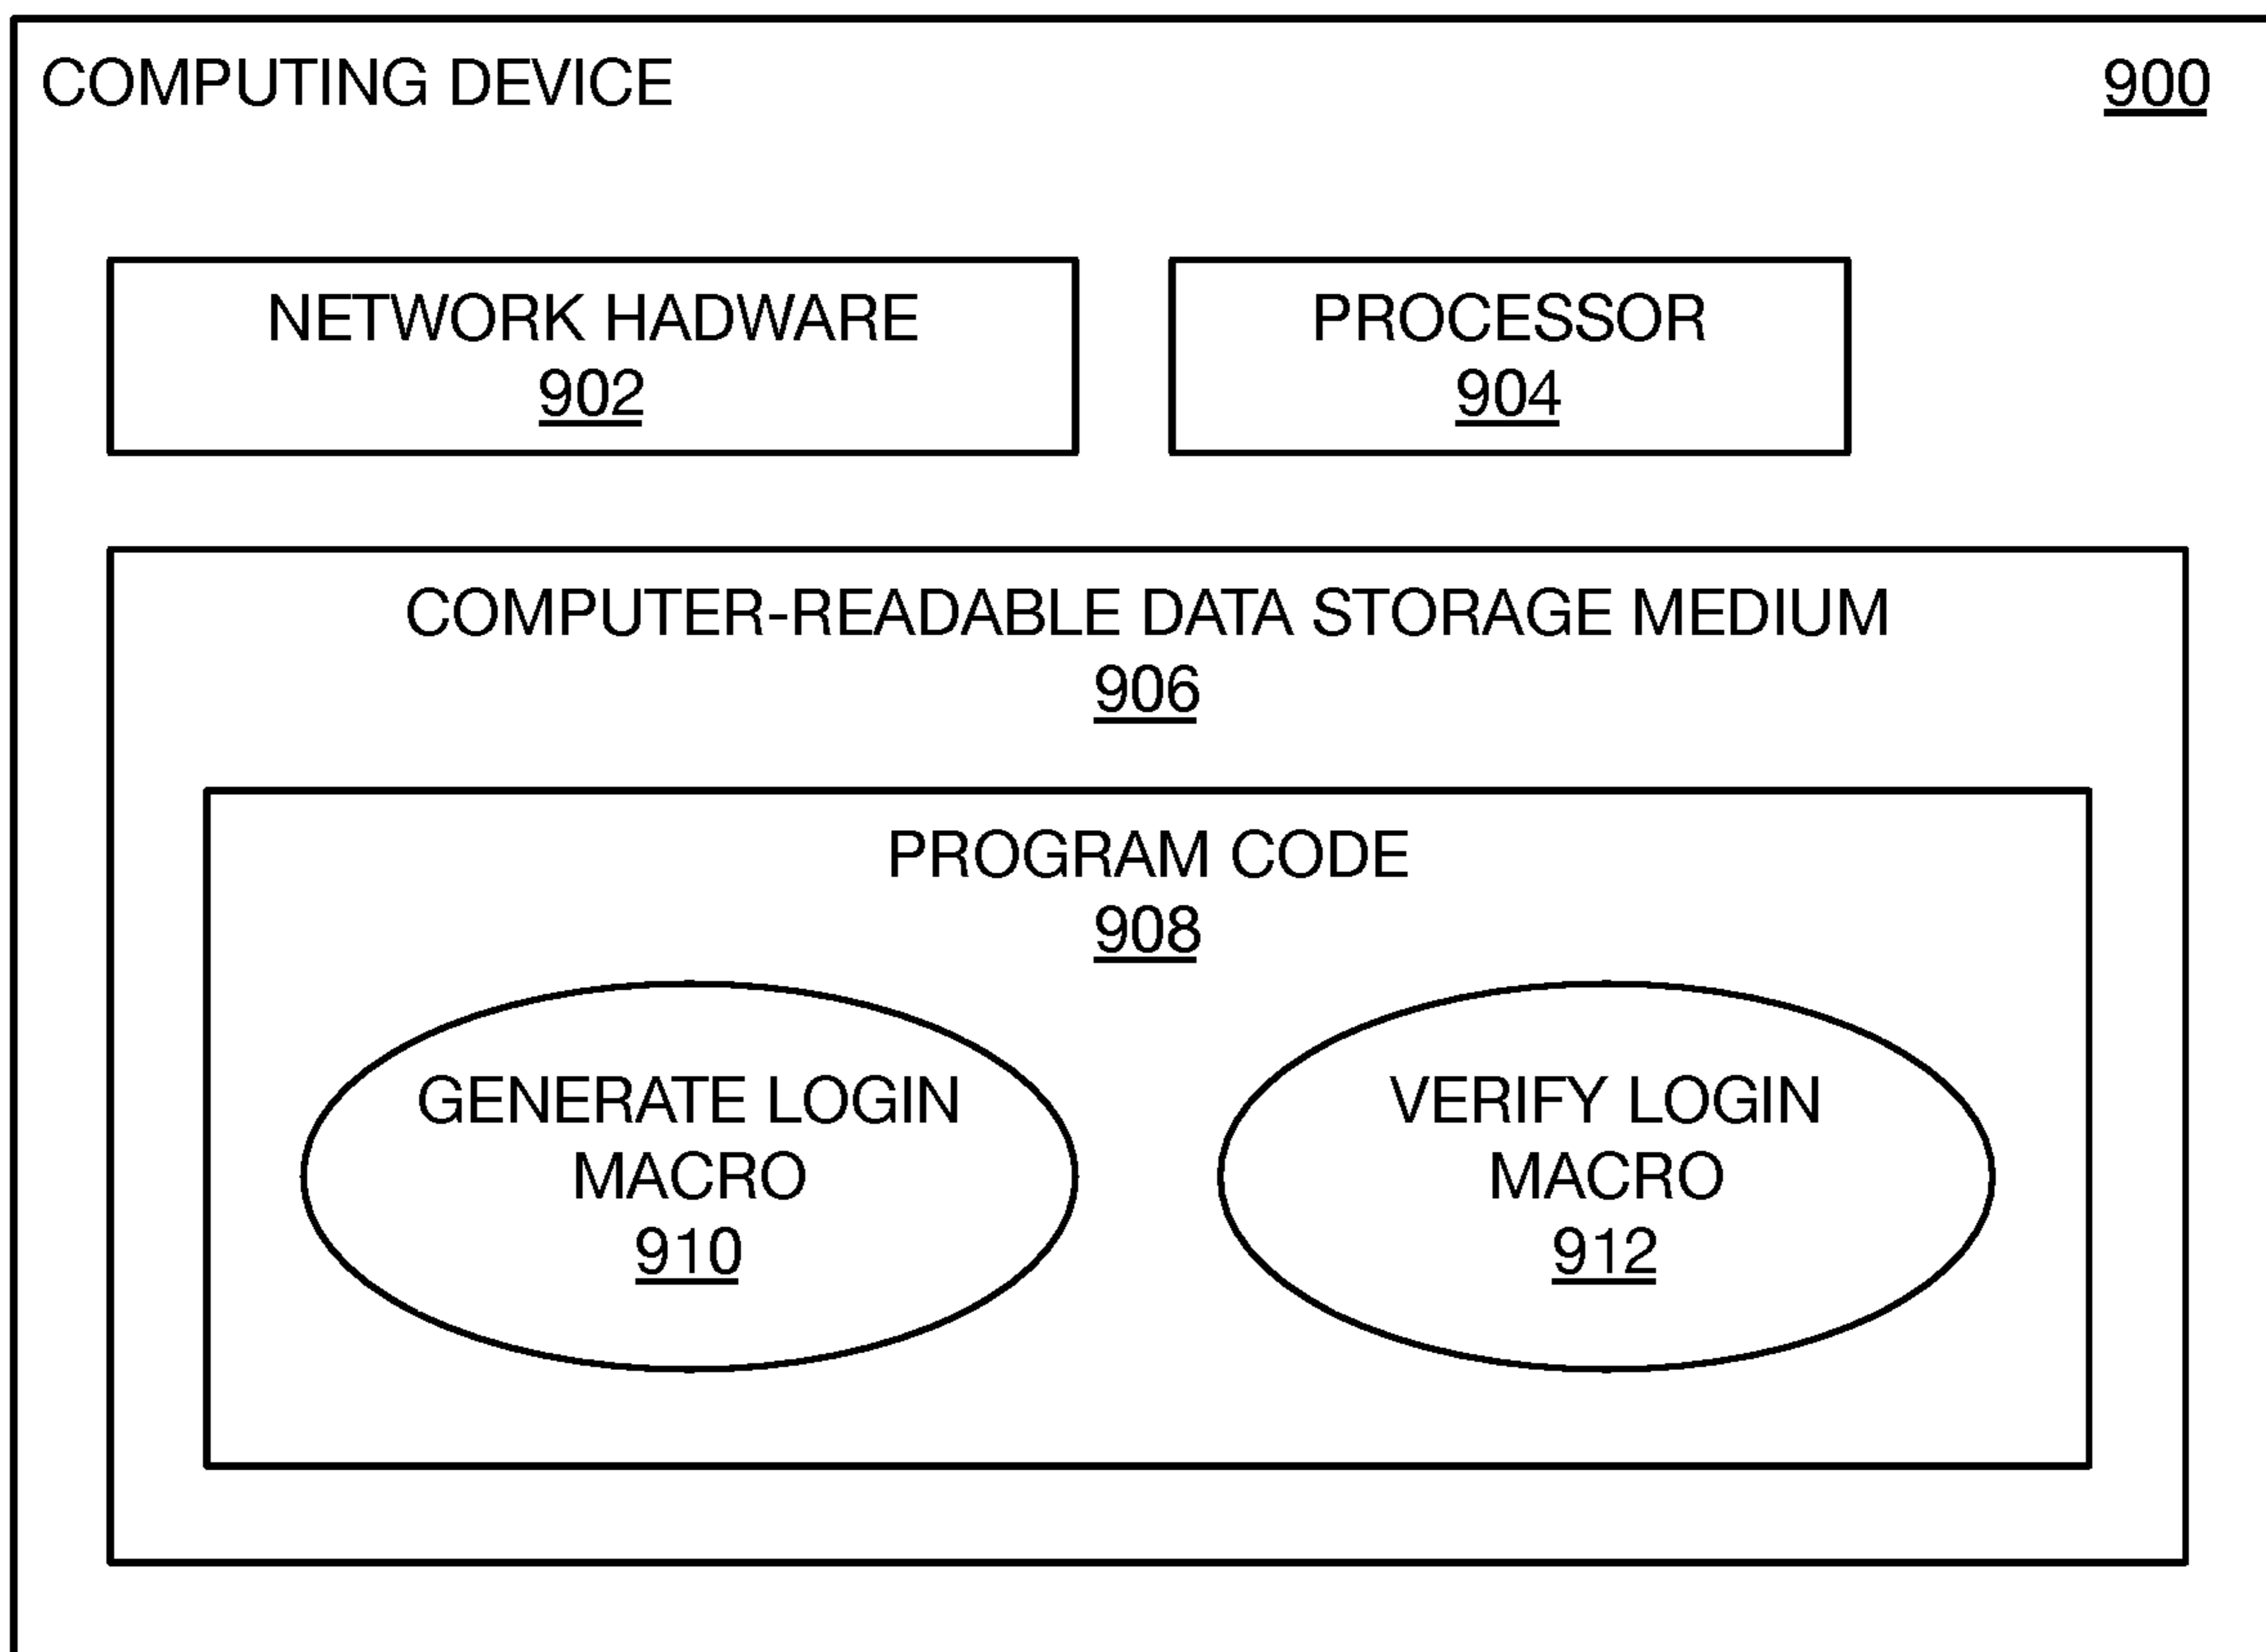 COMPUTING DEVICE 900
NETWORK HADWARE
902
PROCESSOR
904
COMPUTER-READABLE DATA STORAGE MEDIUM
906
PROGRAM CODE
908
GENERATE LOGIN
MACRO
910
VERIFY LOGIN
MACRO
912